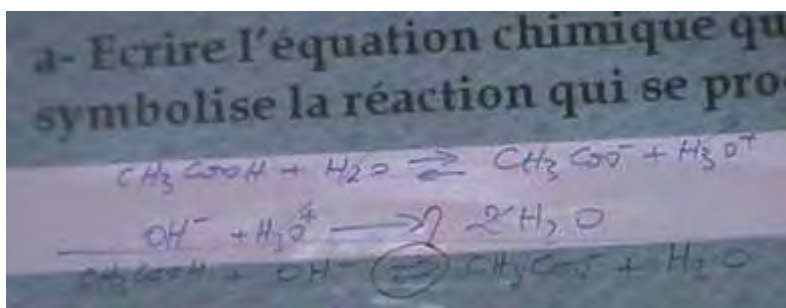 a- Ecrire l'équation chimique qu
symbolise la réaction qui se pro
CH₃COOH + H₂O ⇌ CH₃COO⁻ + H₃O⁺
OH⁻ + H₃O⁺ ⟶ 2H₂O
CH₃COOH + OH⁻ ⇌ CH₃COO⁻ + H₂O